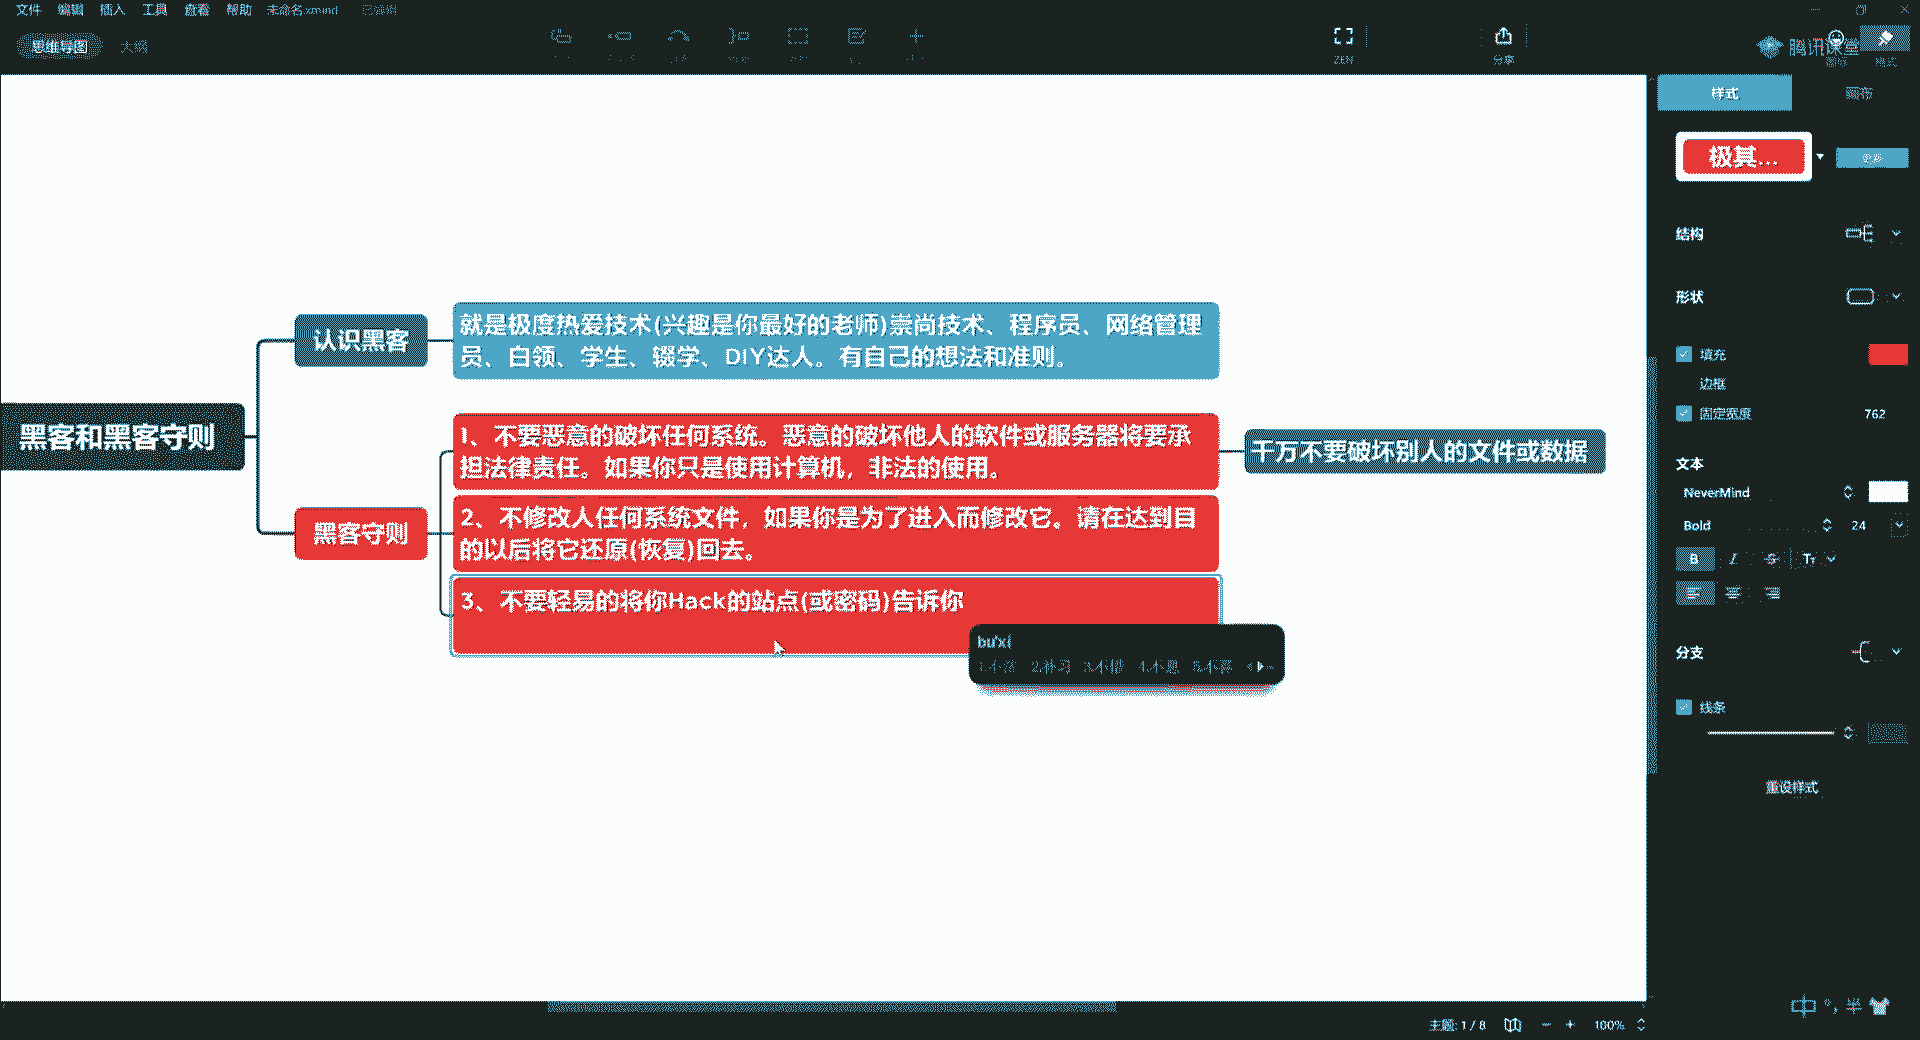 文件 编辑 插入 工具 查看 帮助 未命名.xmind 已编辑
思维导图 大纲
ZEN 分享
腾讯课堂
图标 格式
样式 画布
极其... 更新
结构
形状
填充
边框
固定宽度 762
文本
NeverMind
Bold 24
B I S Tт
分支
线条
重设样式
黑客和黑客守则
认识黑客
就是极度热爱技术(兴趣是你最好的老师)崇尚技术、程序员、网络管理
员、白领、学生、辍学、DIY达人。有自己的想法和准则。
黑客守则
1、不要恶意的破坏任何系统。恶意的破坏他人的软件或服务器将要承
担法律责任。如果你只是使用计算机，非法的使用。
千万不要破坏别人的文件或数据
2、不修改人任何系统文件，如果你是为了进入而修改它。请在达到目
的以后将它还原(恢复)回去。
3、不要轻易的将你Hack的站点(或密码)告诉你
bu'xi
2.补习 3.不惜 4.不息
中 °, 半
主题: 1 / 8 100%